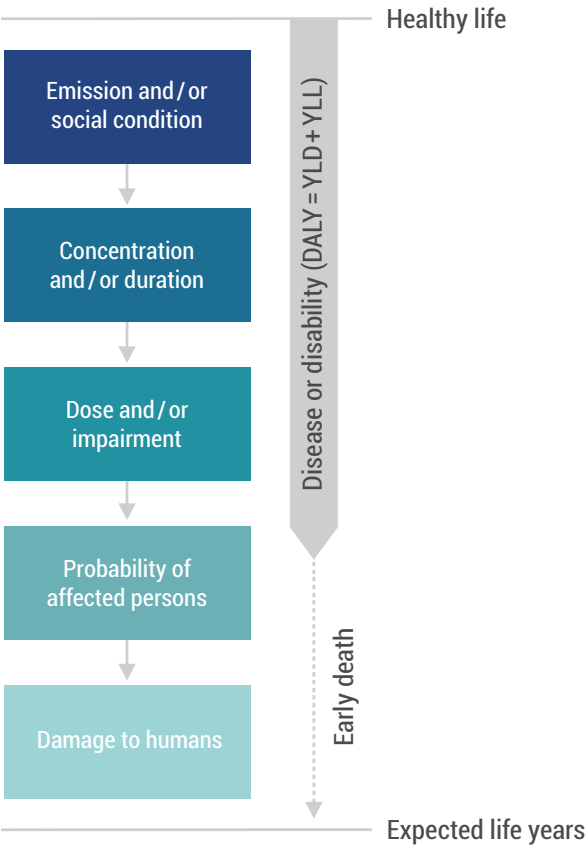 Healthy life
Emission and/or
social condition
Concentration
and/or duration
Dose and/or
impairment
Probability of
affected persons
Damage to humans
Disease or disability (DALY = YLD + YLL)
Early death
Expected life years